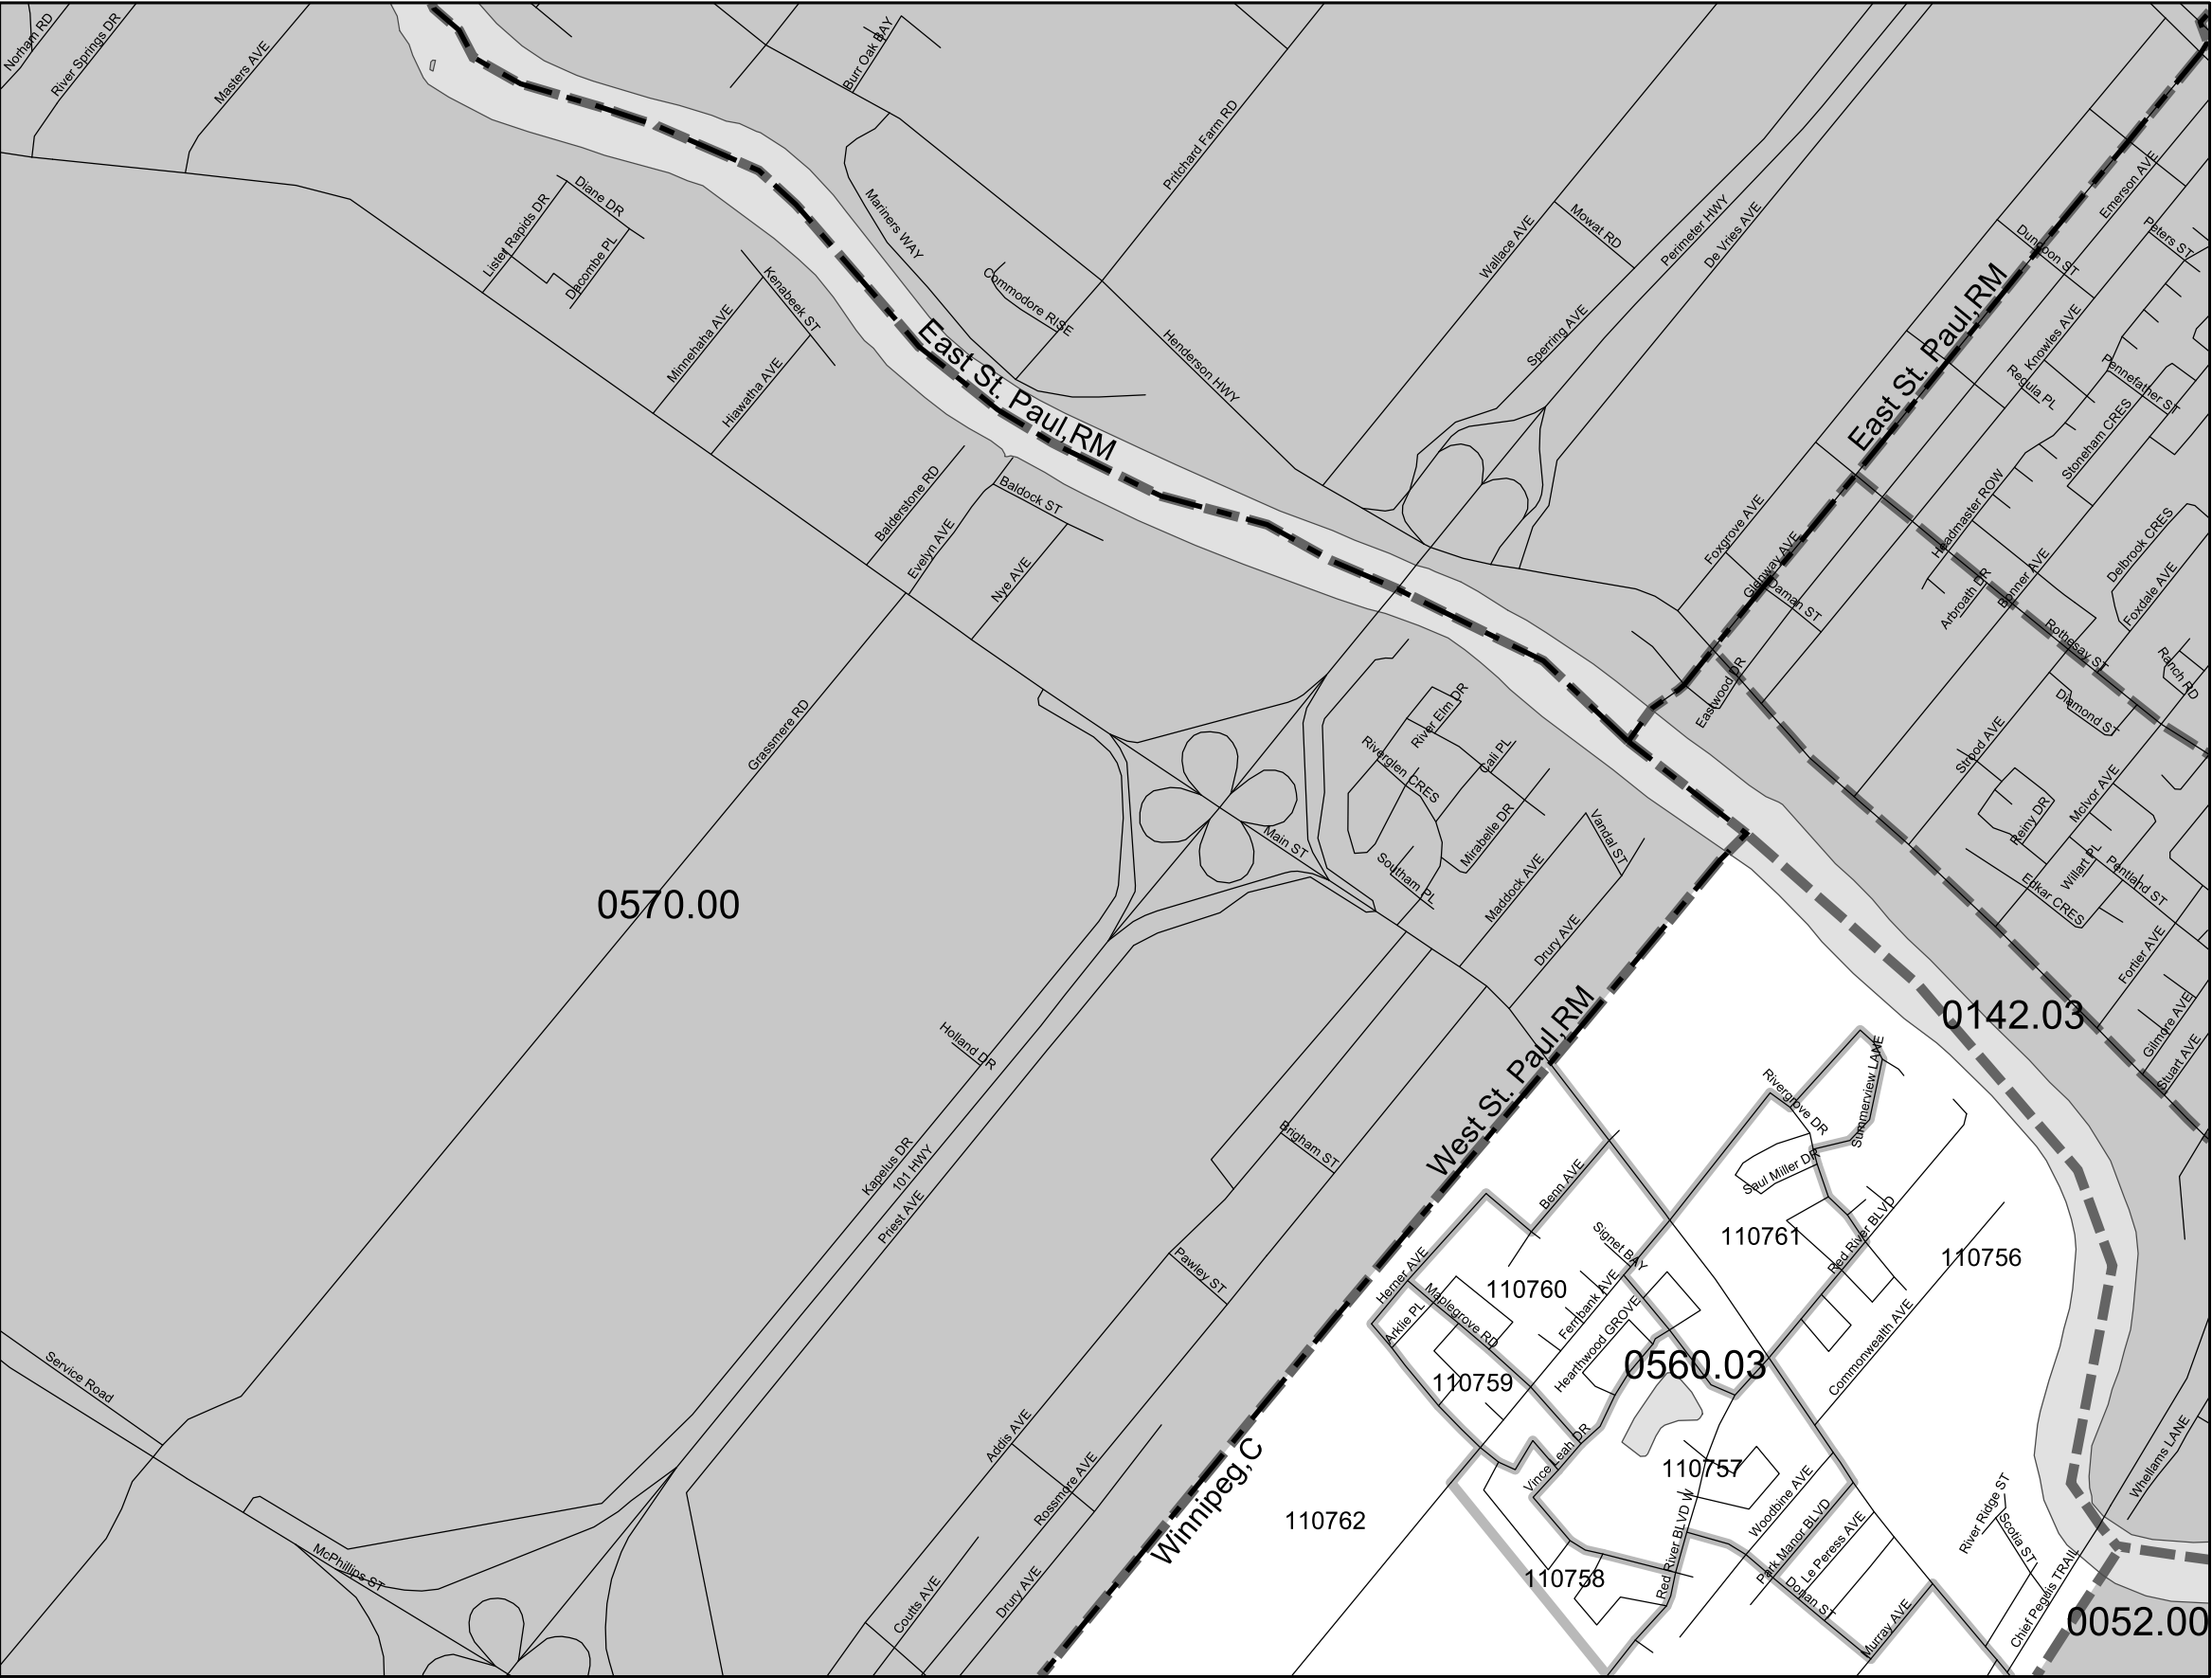 Norham RD
River Springs DR
Masters AVE
Burr Oak BAY
Pritchard Farm RD
Mariners WAY
Commodore RISE
Diane DR
Lister Rapids DR
Dacombe PL
Kenabeek ST
Minnehaha AVE
Hiawatha AVE
Henderson HWY
East St. Paul,RM
Wallace AVE
Mowat RD
Perimeter HWY
De Vries AVE
Sperring AVE
Emerson AVE
Peters ST
Duncan ST
East St. Paul,RM
Knowles AVE
Regula PL
Pennefather ST
Stoneham CRES
Headmaster ROW
Foxgrove AVE
Glenway AVE
Daman ST
Delbrook CRES
Foxdale AVE
Arbroath DR
Bonner AVE
Rothesay ST
Ranch RD
Eastwood DR
Diamond ST
Balderstone RD
Baldock ST
Evelyn AVE
Nye AVE
Grassmere RD
River Elm DR
Riverglen CRES
Cali PL
Mirabelle DR
Main ST
Southam PL
Vandal ST
Maddock AVE
Drury AVE
Strood AVE
McIvor AVE
Reiny DR
Willart PL
Pentland ST
Edkar CRES
Fortier AVE
Gilmore AVE
Stuart AVE
0570.00
0142.03
West St. Paul,RM
Holland DR
Kapelus DR
101 HWY
Priest AVE
Brigham ST
Pawley ST
Rivergrove DR
Summerview LANE
Saul Miller DR
Benn AVE
Signet BAY
110761
Red River BLVD
110756
Herner AVE
Maplegrove RD
110760
Fernbank AVE
Arklie PL
Hearthwood GROVE
0560.03
Commonwealth AVE
110759
Service Road
Addis AVE
Rossmore AVE
Winnipeg,C
Vince Leah DR
110757
110762
Woodbine AVE
Park Manor BLVD
Le Peress AVE
River Ridge ST
Scotia ST
Whellams LANE
McPhillips ST
110758
Red River BLVD W
Donan ST
Coutts AVE
Drury AVE
Murray AVE
Chief Peguis TRAIL
0052.00